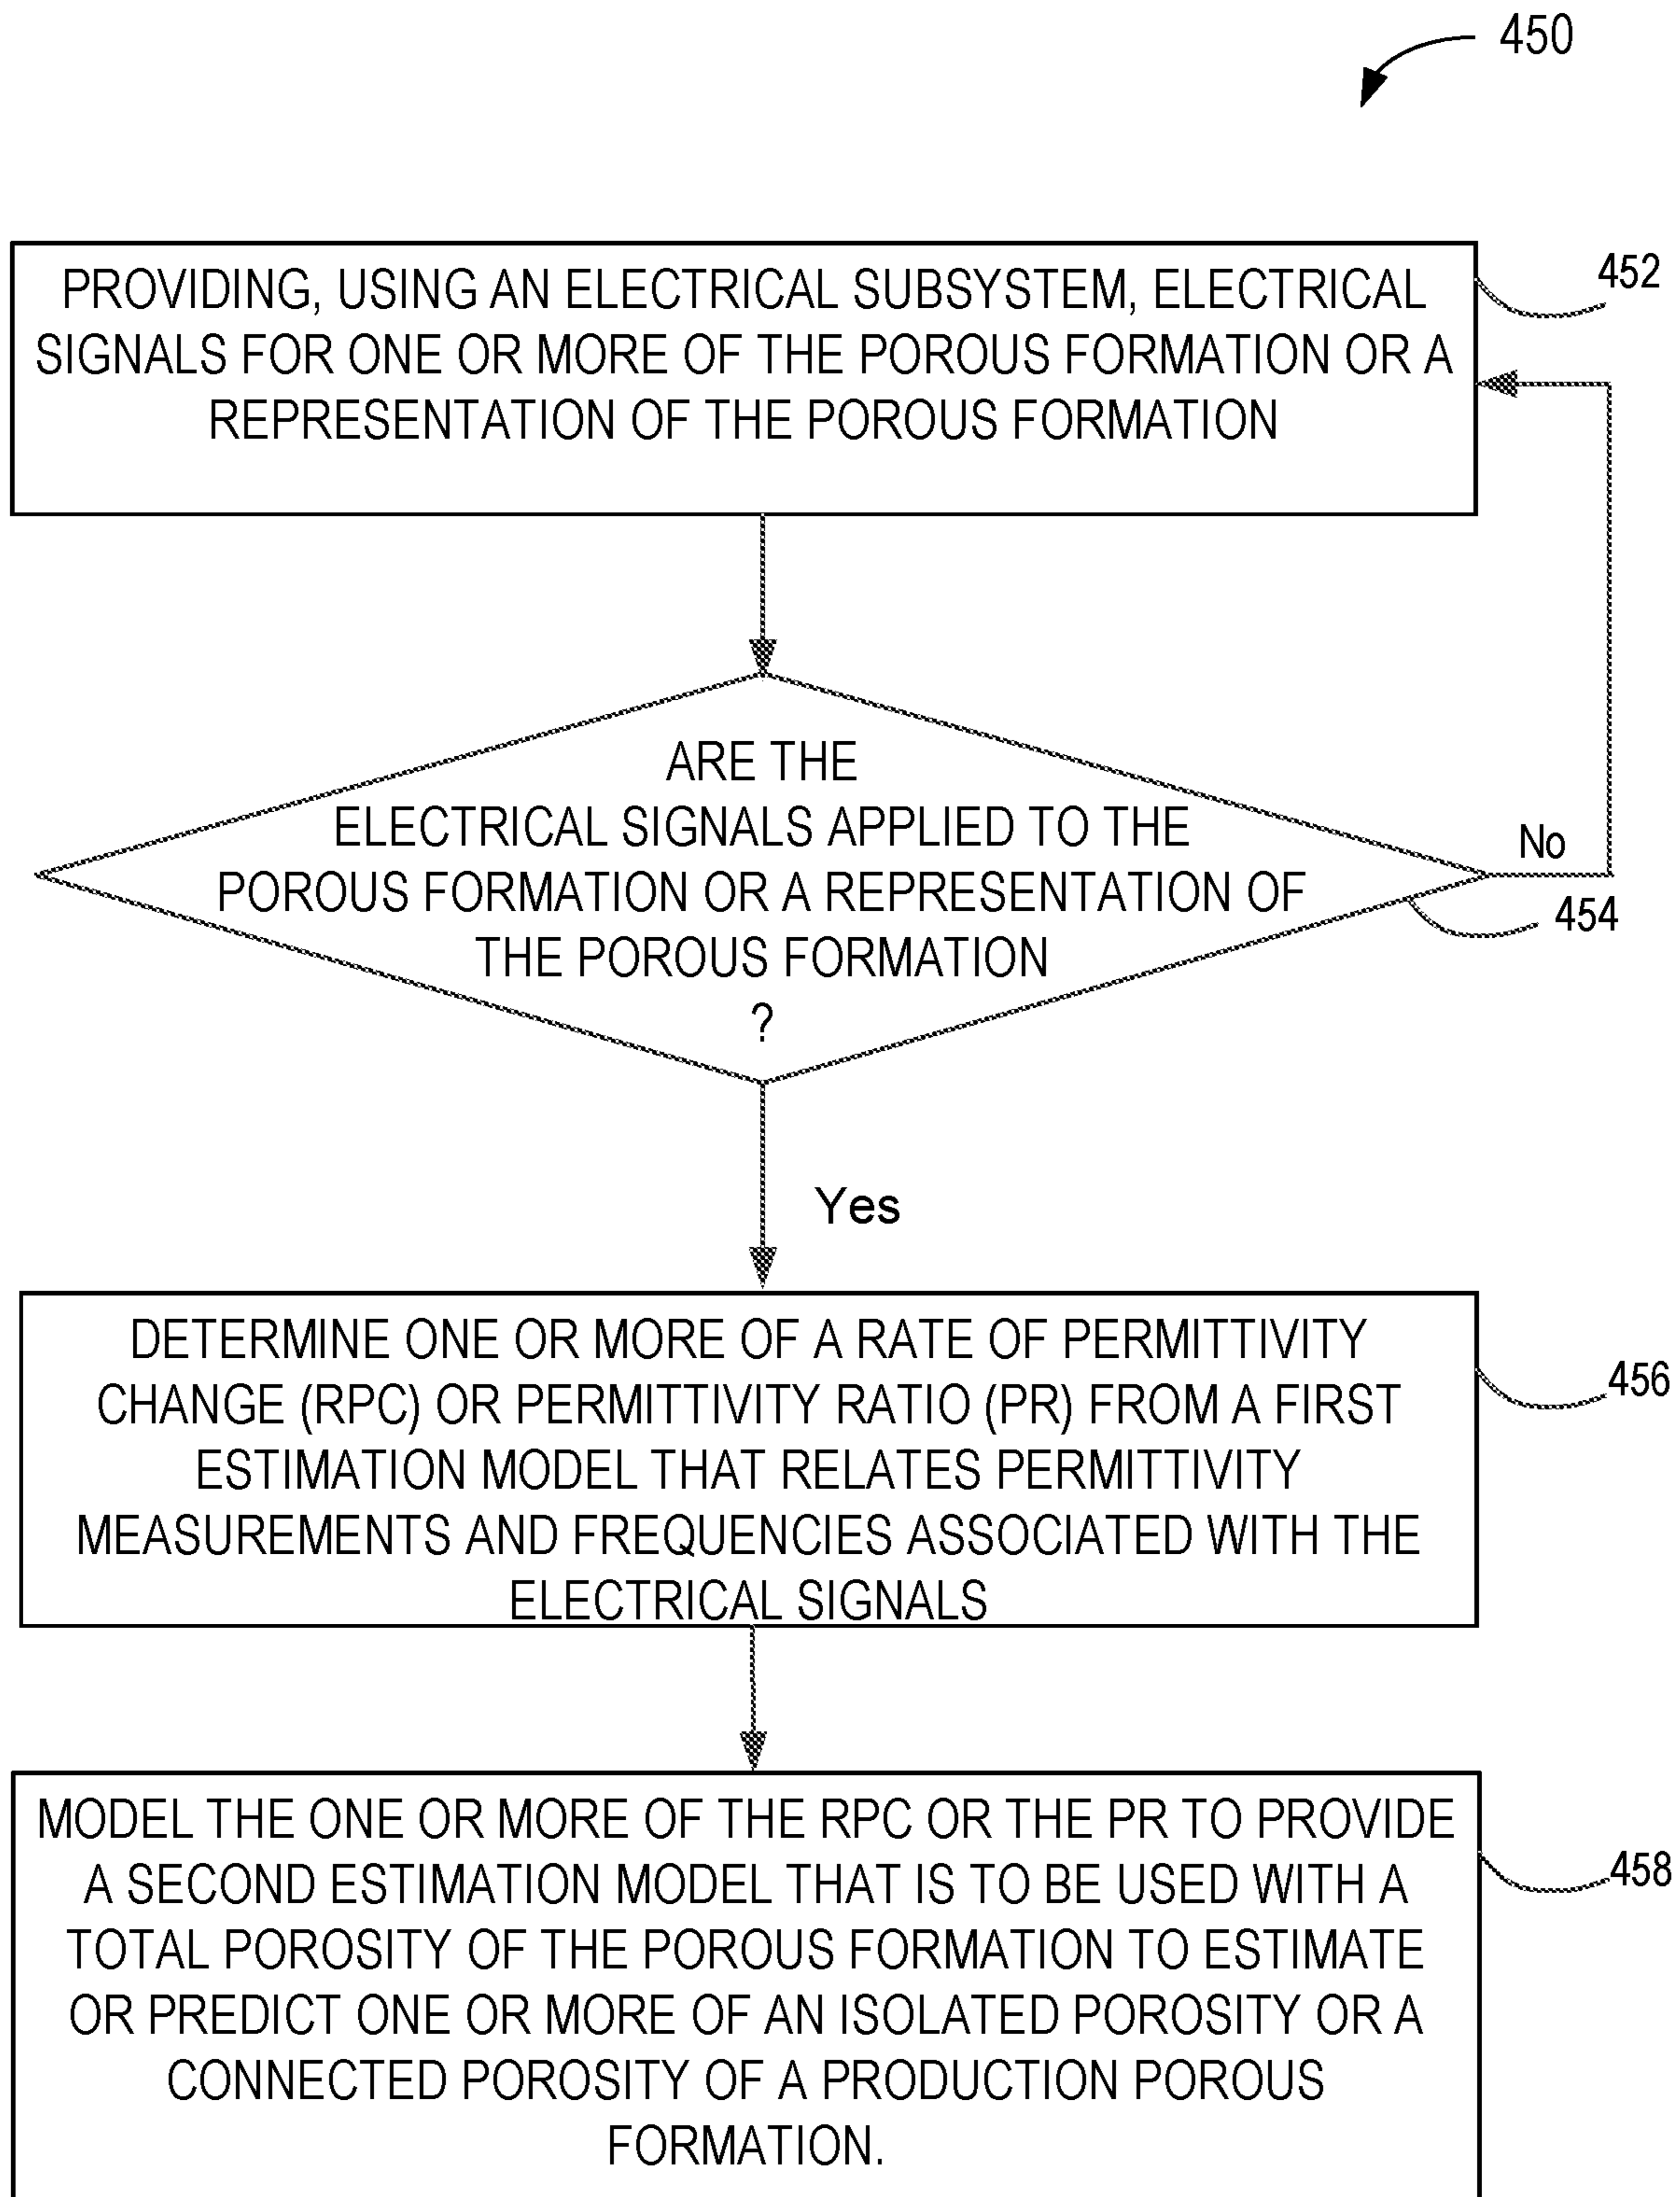 450
PROVIDING, USING AN ELECTRICAL SUBSYSTEM, ELECTRICAL
SIGNALS FOR ONE OR MORE OF THE POROUS FORMATION OR A
REPRESENTATION OF THE POROUS FORMATION
452
ARE THE
ELECTRICAL SIGNALS APPLIED TO THE
POROUS FORMATION OR A REPRESENTATION OF
THE POROUS FORMATION
?
No
454
Yes
DETERMINE ONE OR MORE OF A RATE OF PERMITTIVITY
CHANGE (RPC) OR PERMITTIVITY RATIO (PR) FROM A FIRST
ESTIMATION MODEL THAT RELATES PERMITTIVITY
MEASUREMENTS AND FREQUENCIES ASSOCIATED WITH THE
ELECTRICAL SIGNALS
456
MODEL THE ONE OR MORE OF THE RPC OR THE PR TO PROVIDE
A SECOND ESTIMATION MODEL THAT IS TO BE USED WITH A
TOTAL POROSITY OF THE POROUS FORMATION TO ESTIMATE
OR PREDICT ONE OR MORE OF AN ISOLATED POROSITY OR A
CONNECTED POROSITY OF A PRODUCTION POROUS
FORMATION.
458